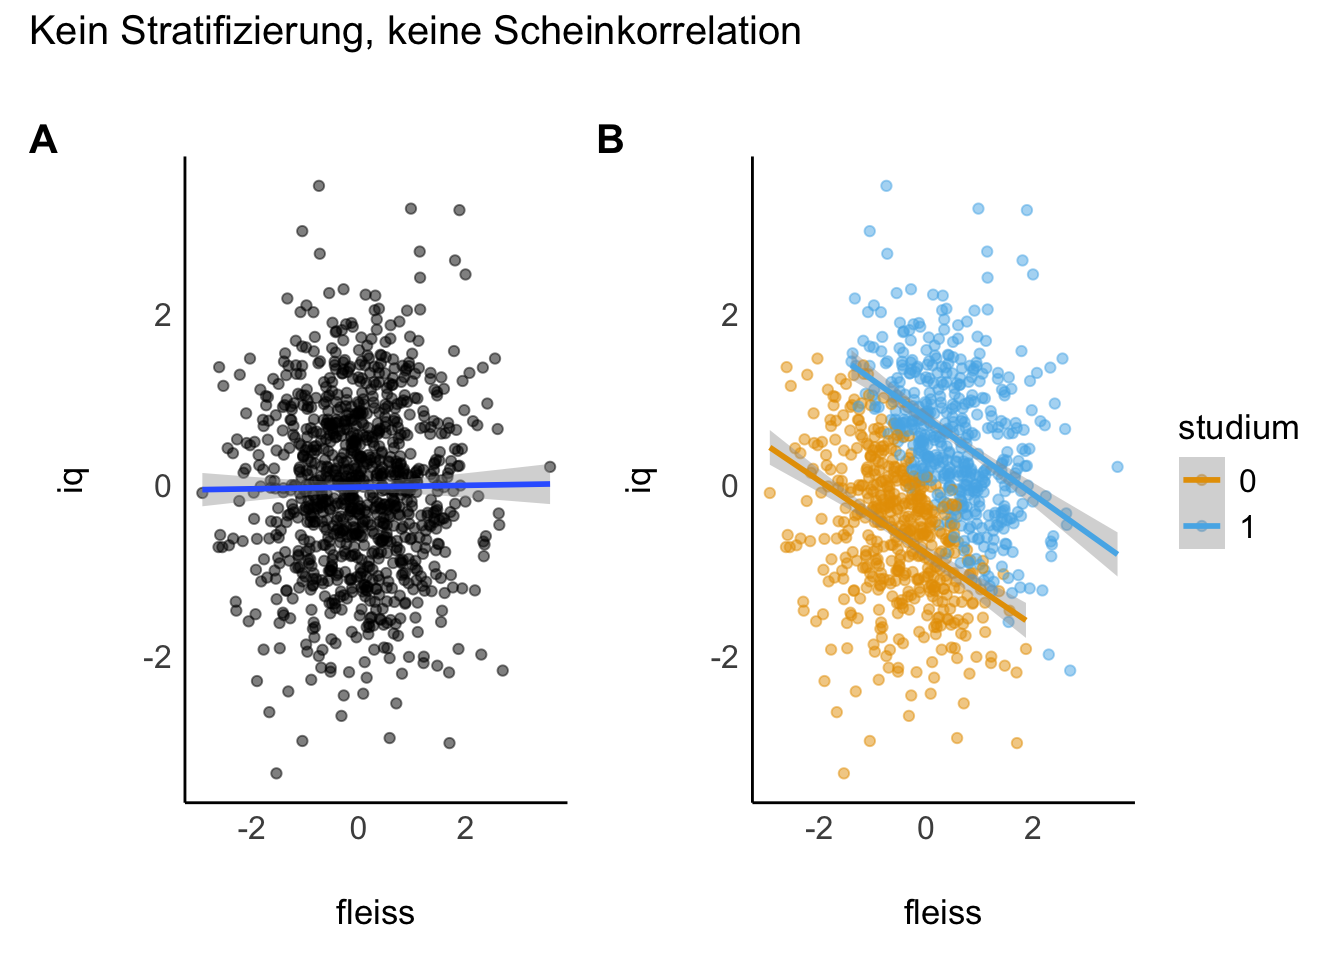 Kein Stratifizierung, keine Scheinkorrelation
A
B
2
0
-2
iq
-2 0 2
fleiss
2
0
-2
iq
-2 0 2
fleiss
studium
0
1